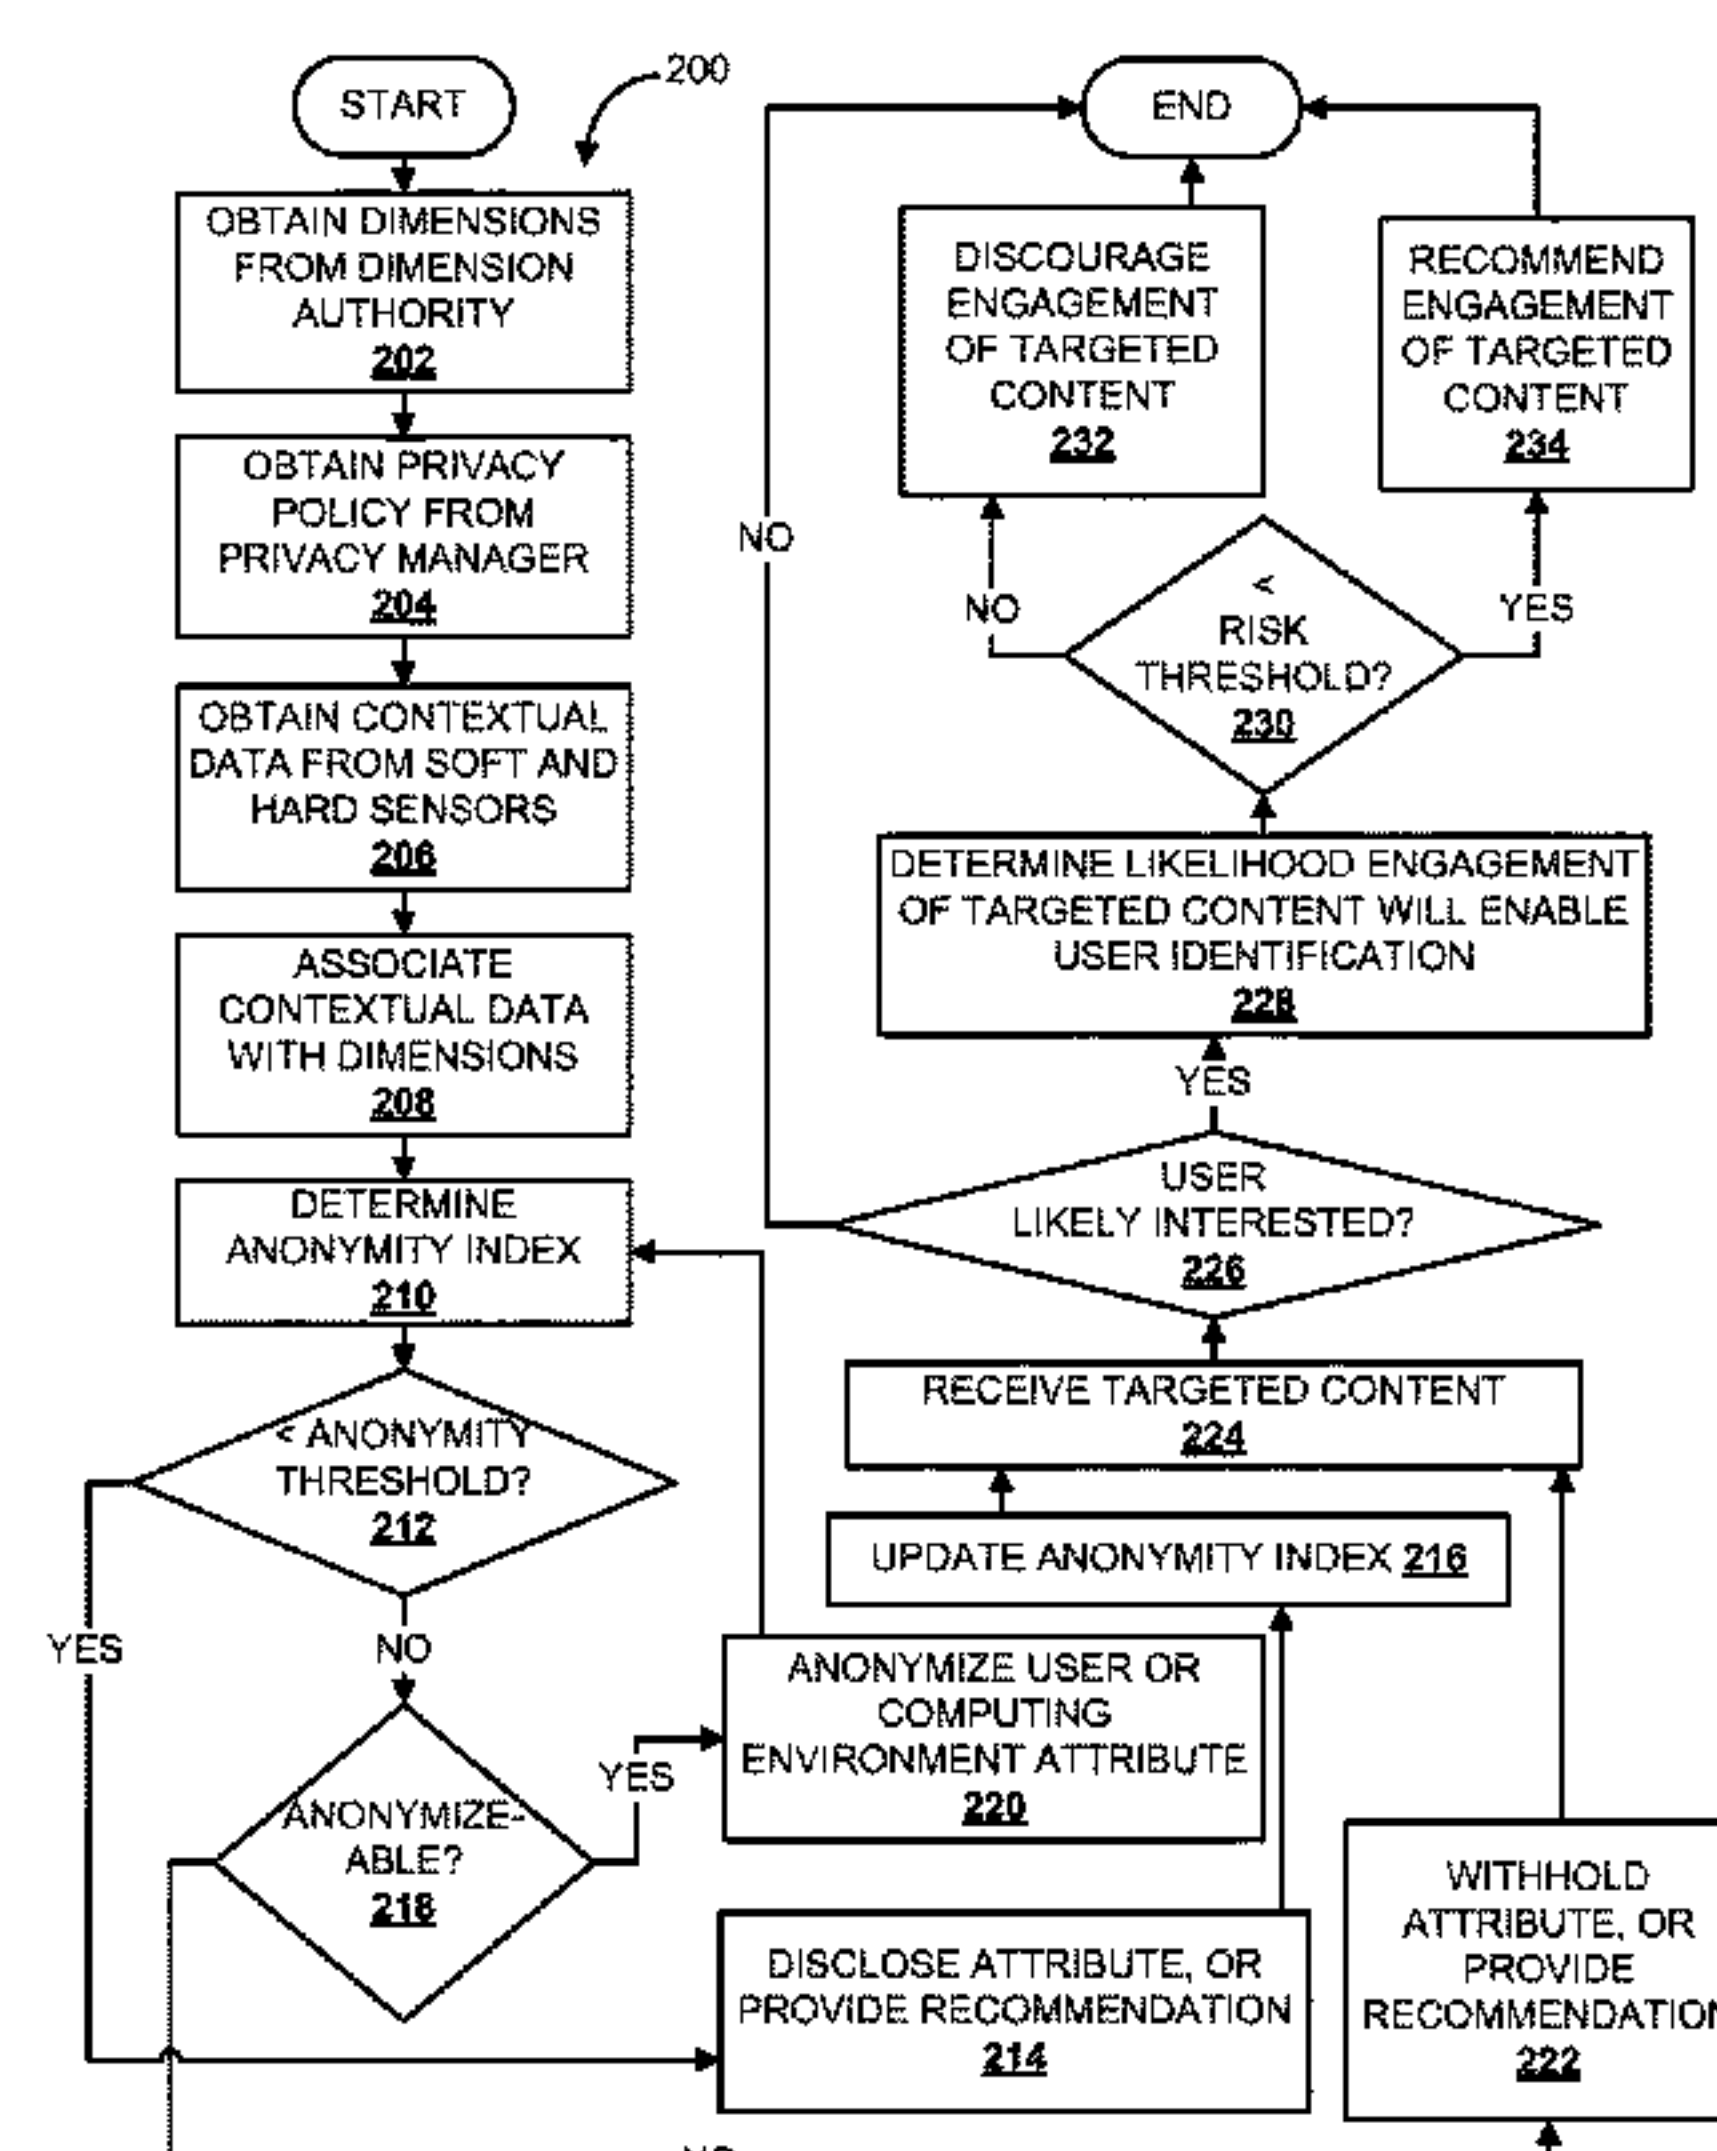 START
200
OBTAIN DIMENSIONS
FROM DIMENSION
AUTHORITY
202
OBTAIN PRIVACY
POLICY FROM
PRIVACY MANAGER
204
OBTAIN CONTEXTUAL
DATA FROM SOFT AND
HARD SENSORS
206
ASSOCIATE
CONTEXTUAL DATA
WITH DIMENSIONS
208
DETERMINE
ANONYMITY INDEX
210
< ANONYMITY
THRESHOLD?
212
YES
NO
ANONYMIZE-
ABLE?
218
YES
ANONYMIZE USER OR
COMPUTING
ENVIRONMENT ATTRIBUTE
220
DISCLOSE ATTRIBUTE, OR
PROVIDE RECOMMENDATION
214
UPDATE ANONYMITY INDEX 216
WITHHOLD
ATTRIBUTE, OR
PROVIDE
RECOMMENDATION
222
RECEIVE TARGETED CONTENT
224
USER
LIKELY INTERESTED?
226
NO
YES
DETERMINE LIKELIHOOD ENGAGEMENT
OF TARGETED CONTENT WILL ENABLE
USER IDENTIFICATION
228
<
RISK
THRESHOLD?
230
NO
YES
DISCOURAGE
ENGAGEMENT
OF TARGETED
CONTENT
232
RECOMMEND
ENGAGEMENT
OF TARGETED
CONTENT
234
END